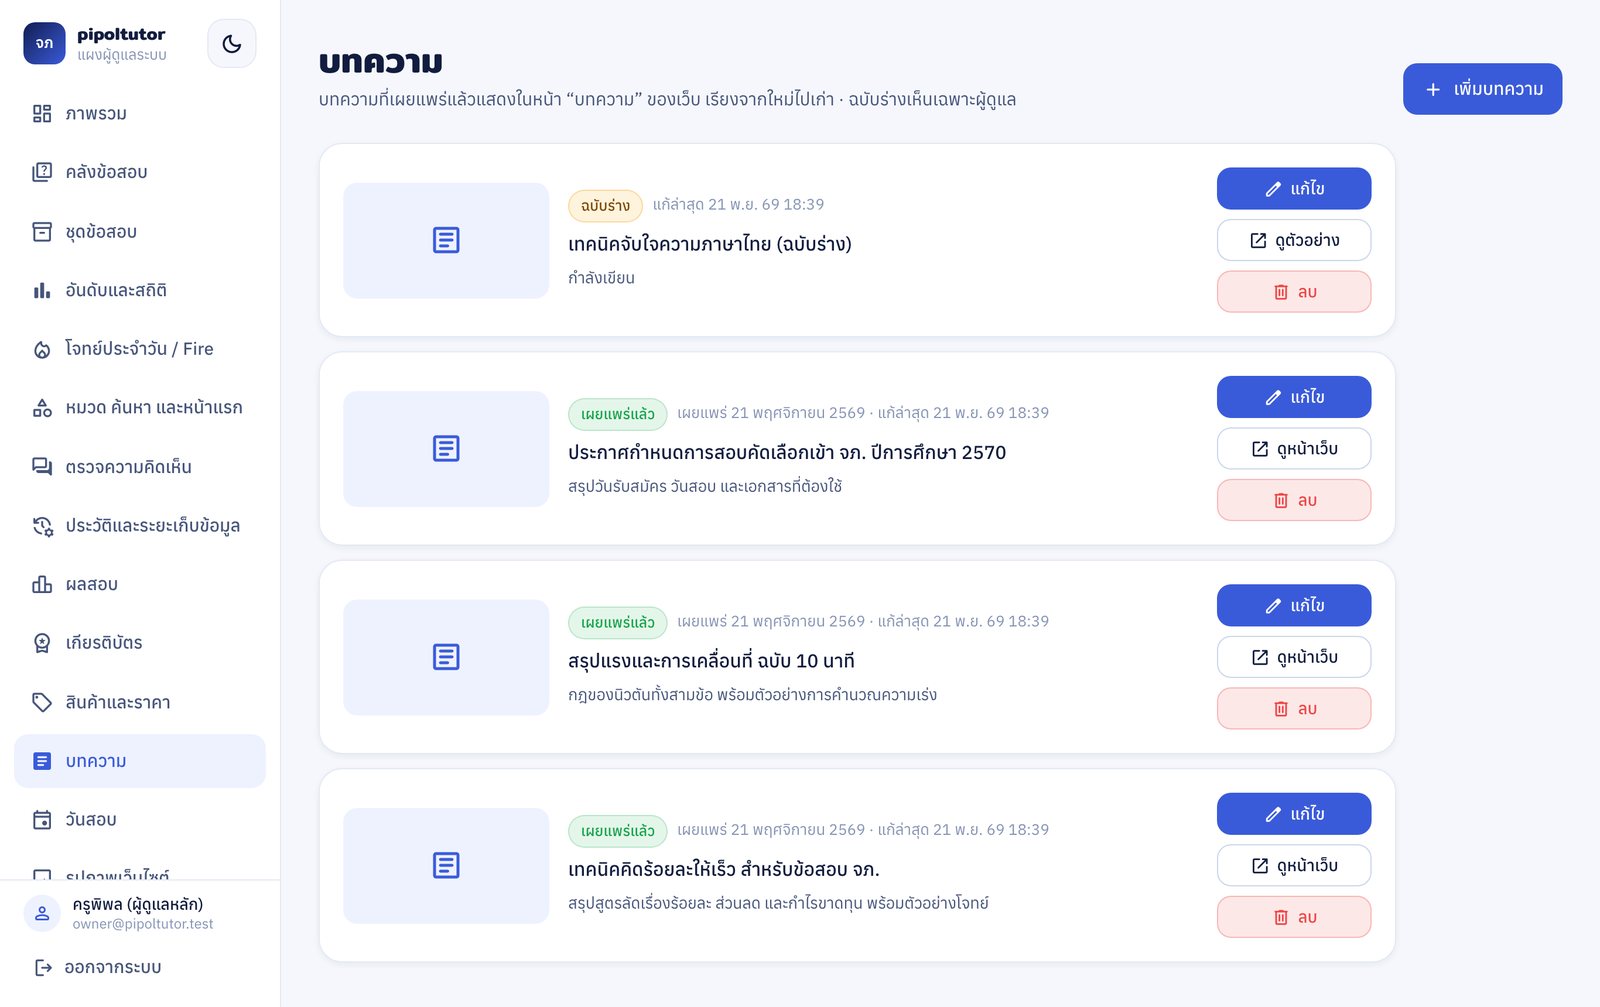 จภ
pipoltutor
แผงผู้ดูแลระบบ
ภาพรวม
คลังข้อสอบ
ชุดข้อสอบ
อันดับและสถิติ
โจทย์ประจำวัน / Fire
หมวด ค้นหา และหน้าแรก
ตรวจความคิดเห็น
ประวัติและระยะเก็บข้อมูล
ผลสอบ
เกียรติบัตร
สินค้าและราคา
บทความ
วันสอบ
รูปภาพเว็บไซต์
ครูพิพล (ผู้ดูแลหลัก)
owner@pipoltutor.test
ออกจากระบบ
บทความ
บทความที่เผยแพร่แล้วแสดงในหน้า “บทความ” ของเว็บ เรียงจากใหม่ไปเก่า · ฉบับร่างเห็นเฉพาะผู้ดูแล
+ เพิ่มบทความ
ฉบับร่าง แก้ล่าสุด 21 พ.ย. 69 18:39
เทคนิคจับใจความภาษาไทย (ฉบับร่าง)
กำลังเขียน
แก้ไข
ดูตัวอย่าง
ลบ
เผยแพร่แล้ว เผยแพร่ 21 พฤศจิกายน 2569 · แก้ล่าสุด 21 พ.ย. 69 18:39
ประกาศกำหนดการสอบคัดเลือกเข้า จภ. ปีการศึกษา 2570
สรุปวันรับสมัคร วันสอบ และเอกสารที่ต้องใช้
แก้ไข
ดูหน้าเว็บ
ลบ
เผยแพร่แล้ว เผยแพร่ 21 พฤศจิกายน 2569 · แก้ล่าสุด 21 พ.ย. 69 18:39
สรุปแรงและการเคลื่อนที่ ฉบับ 10 นาที
กฎของนิวตันทั้งสามข้อ พร้อมตัวอย่างการคำนวณความเร่ง
แก้ไข
ดูหน้าเว็บ
ลบ
เผยแพร่แล้ว เผยแพร่ 21 พฤศจิกายน 2569 · แก้ล่าสุด 21 พ.ย. 69 18:39
เทคนิคคิดร้อยละให้เร็ว สำหรับข้อสอบ จภ.
สรุปสูตรลัดเรื่องร้อยละ ส่วนลด และกำไรขาดทุน พร้อมตัวอย่างโจทย์
แก้ไข
ดูหน้าเว็บ
ลบ